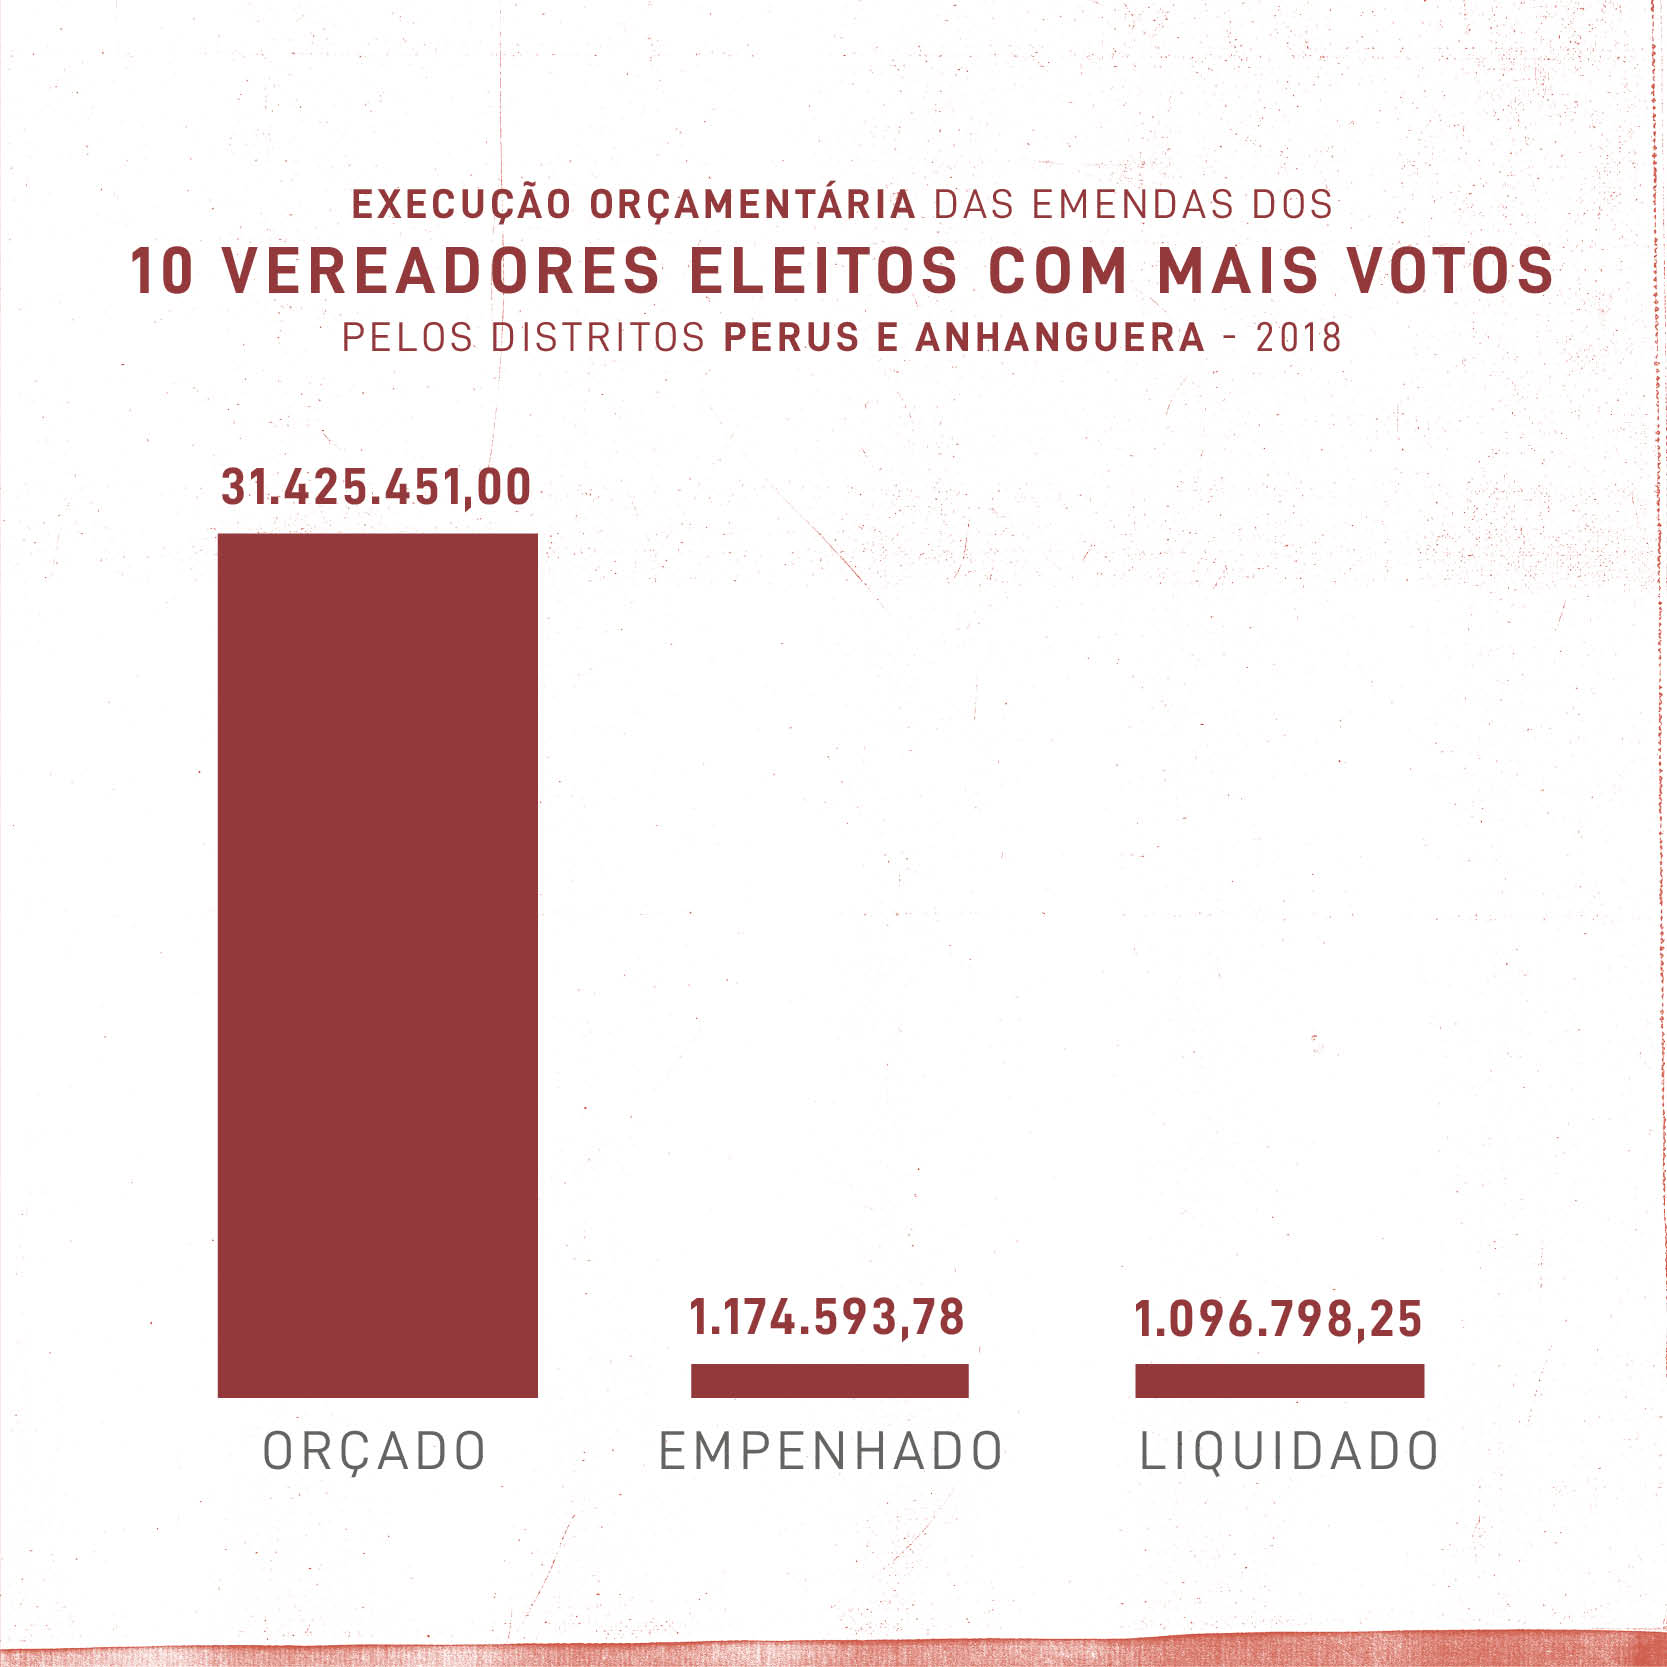 EXECUÇÃO ORÇAMENTÁRIA DAS EMENDAS DOS
10 VEREADORES ELEITOS COM MAIS VOTOS
PELOS DISTRITOS PERUS E ANHANGUERA - 2018
31.425.451,00
1.174.593,78
1.096.798,25
ORÇADO
EMPENHADO
LIQUIDADO